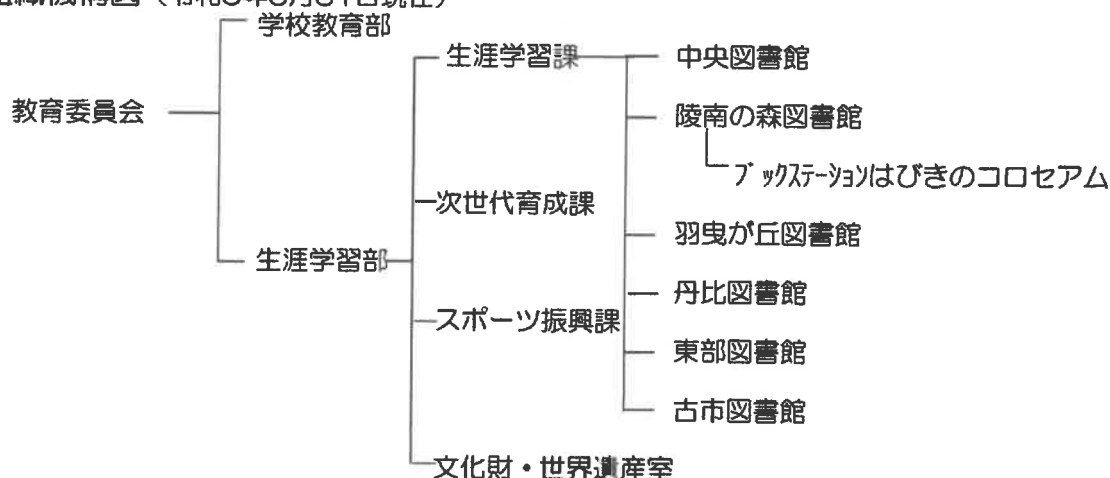 学校教育部
生涯学習課
中央図書館
教育委員会
陵南の森図書館
ブックステーションはびきのコロセアム
次世代育成課
羽曳が丘図書館
生涯学習部
丹比図書館
スポーツ振興課
東部図書館
古市図書館
文化財・世界遺産室